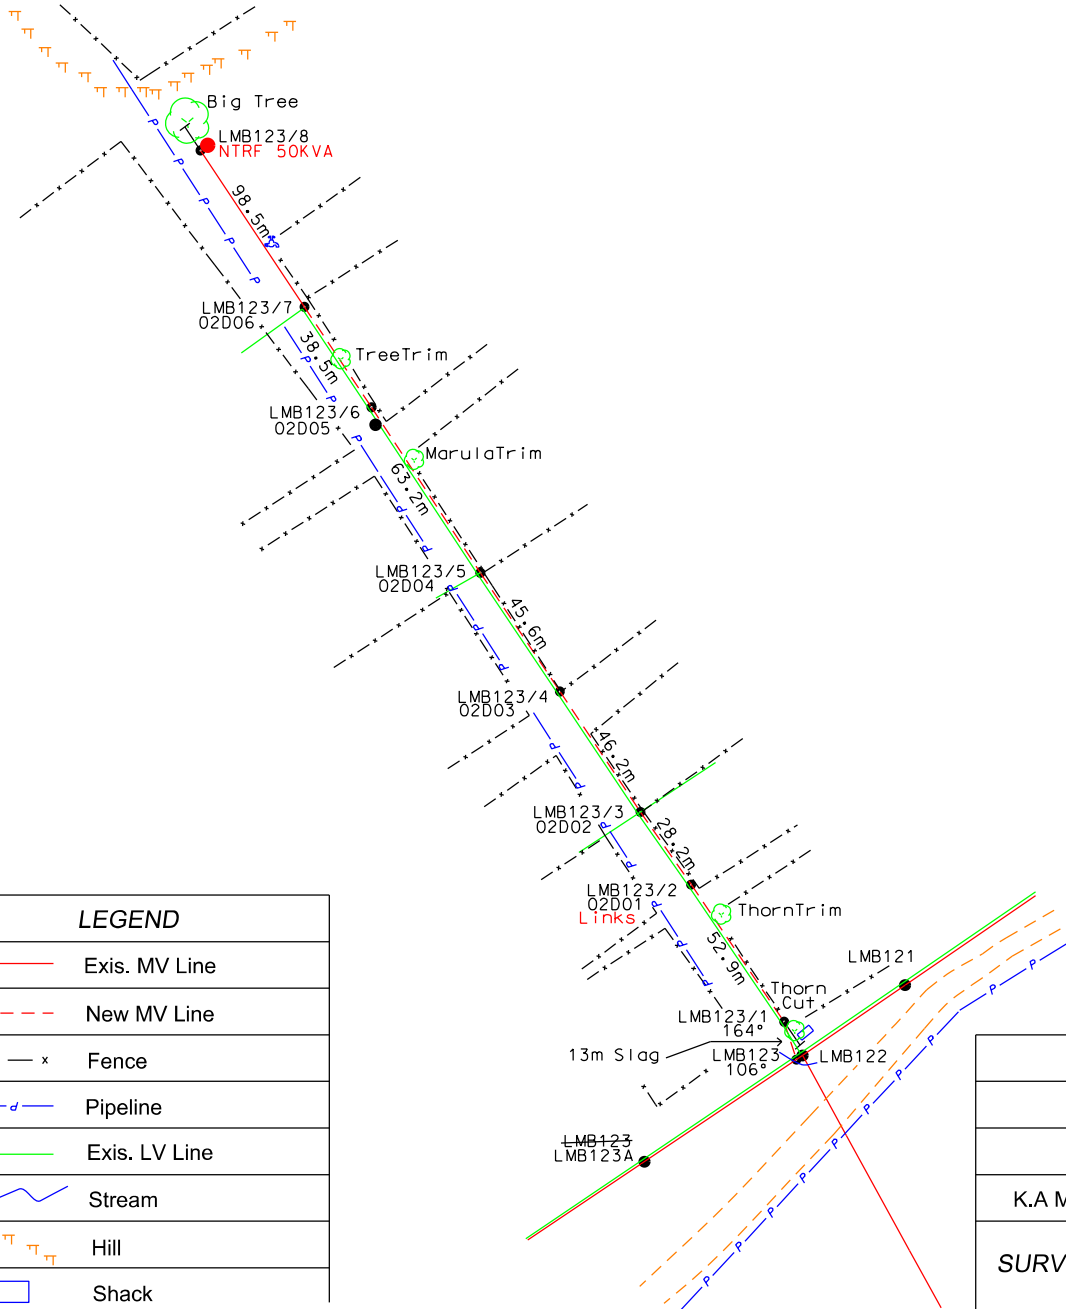 Big Tree
LMB123/8
NTRF 50KVA
98.5m
LMB123/7
02D06
38.5m
TreeTrim
LMB123/6
02D05
MarulaTrim
63.2m
LMB123/5
02D04
45.6m
LMB123/4
02D03
46.2m
LMB123/3
02D02
28.2m
LMB123/2
02D01
Links
ThornTrim
52.9m
LMB121
Thorn
Cut
LMB123/1
164°
13m Slag
LMB123
106°
LMB122
LMB123
LMB123A
LEGEND
Exis. MV Line
New MV Line
Fence
Pipeline
Exis. LV Line
Stream
Hill
Shack
K.A M
SURV